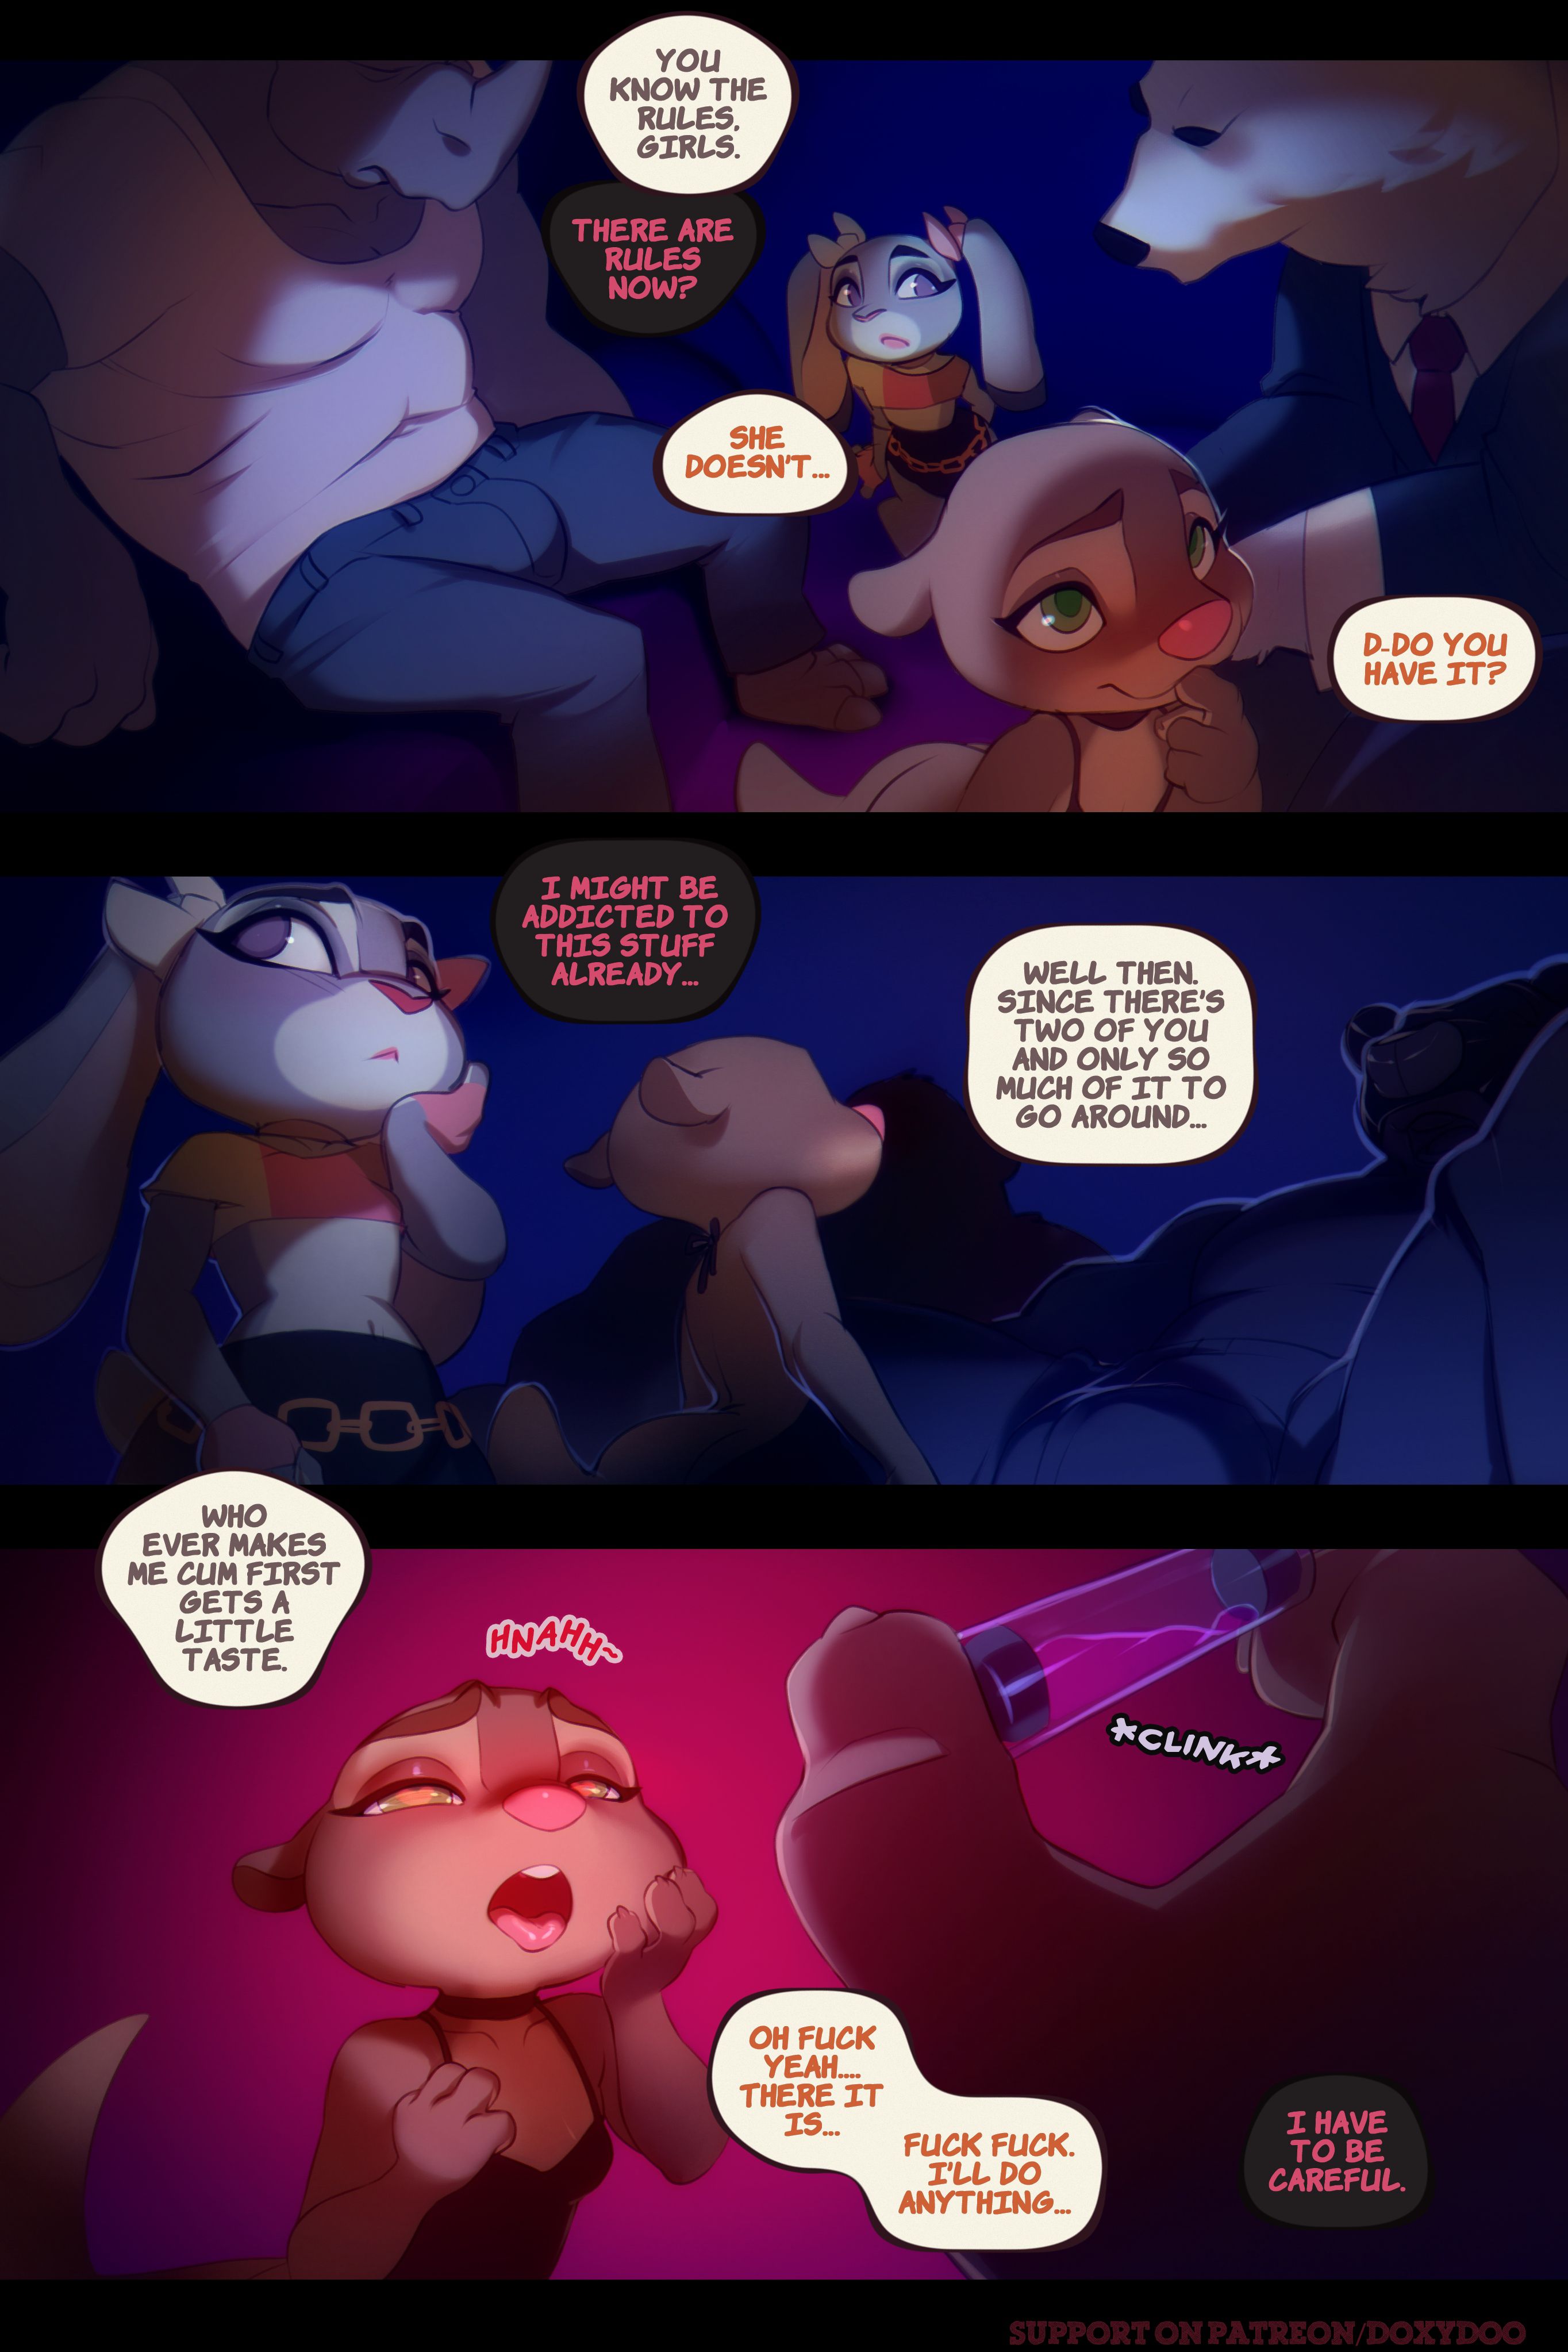 YOU
KNOW THE
RULES,
GIRLS.
THERE ARE
RULES
NOW?
SHE
DOESN'T...
D-DO YOU
HAVE IT?
I MIGHT BE
ADDICTED TO
THIS STUFF
ALREADY...
WELL THEN.
SINCE THERE'S
TWO OF YOU
AND ONLY SO
MUCH OF IT TO
GO AROUND...
WHO
EVER MAKES
ME CUM FIRST
GETS A
LITTLE
TASTE.
HNAHH~
*CLINK*
OH FUCK
YEAH....
THERE IT
IS...
FUCK FUCK.
I'LL DO
ANYTHING...
I HAVE
TO BE
CAREFUL.
SUPPORT ON PATREON/DOXYDOO